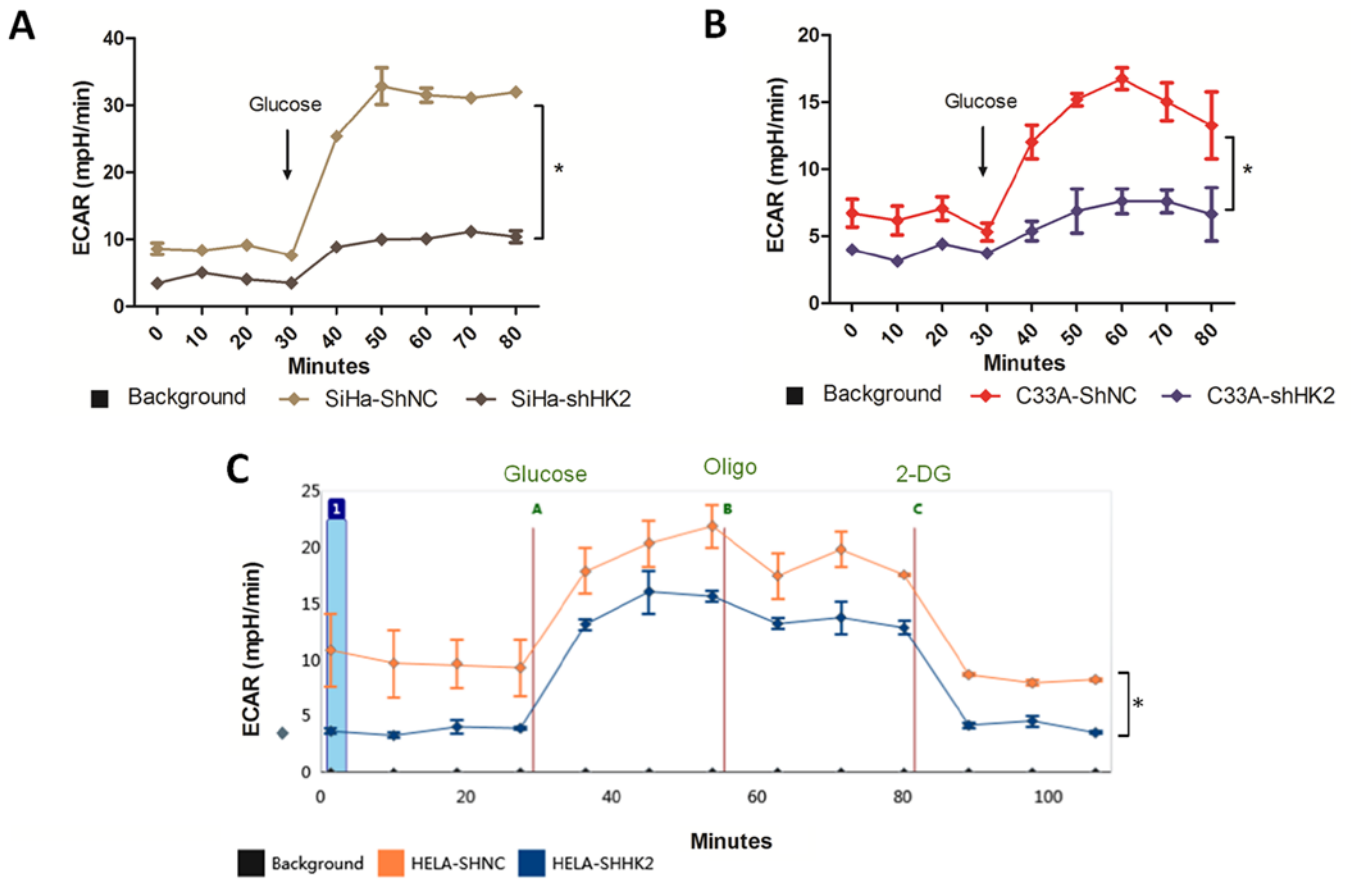 A
ECAR (mpH/min)
40
30
20
10
0
Glucose
*
0 10 20 30 40 50 60 70 80
Minutes
Background SiHa-ShNC SiHa-shHK2
B
ECAR (mpH/min)
20
15
10
5
0
Glucose
*
0 10 20 30 40 50 60 70 80
Minutes
Background C33A-ShNC C33A-shHK2
C
Glucose Oligo 2-DG
ECAR (mpH/min)
25
20
15
10
5
0
1 A B C
*
0 20 40 60 80 100
Minutes
Background HELA-SHNC HELA-SHHK2